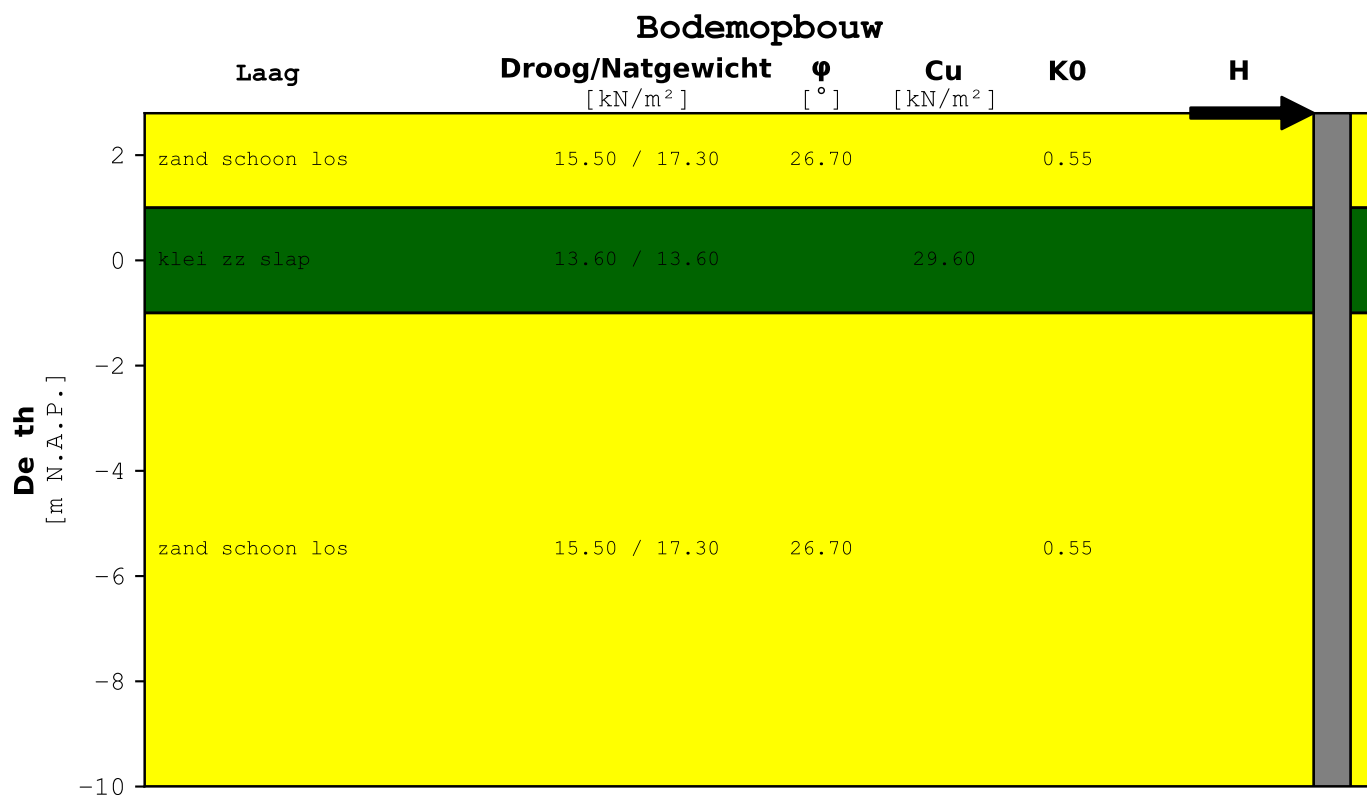 Bodemopbouw
Laag Droog/Natgewicht φ Cu K0 H
[kN/m²] [°] [kN/m²]
2
zand schoon los 15.50 / 17.30 26.70 0.55
0
klei zz slap 13.60 / 13.60 29.60
−2
−4
zand schoon los 15.50 / 17.30 26.70 0.55
−6
−8
−10
De th
[m N.A.P.]